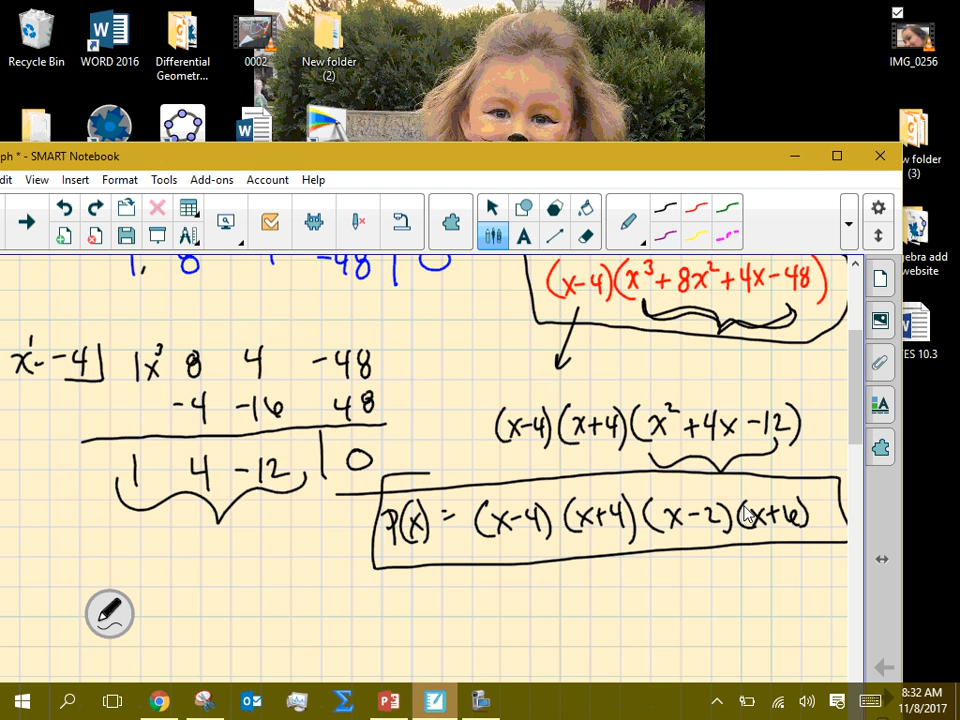 Recycle Bin
WORD 2016
Differential Geometr...
0002
New folder (2)
IMG_0256
w folder (3)
ph * - SMART Notebook
dit View Insert Format Tools Add-ons Account Help
gebra add website
ES 10.3
1. 8 -48 | 0
(x-4)(x³+8x²+4x-48)
-4 | 1 x³ 8 4 -48
-4 -16 48
1 4 -12 | 0
(x-4)(x+4)(x²+4x-12)
P(x) = (x-4)(x+4)(x-2)(x+6)
8:32 AM
11/8/2017